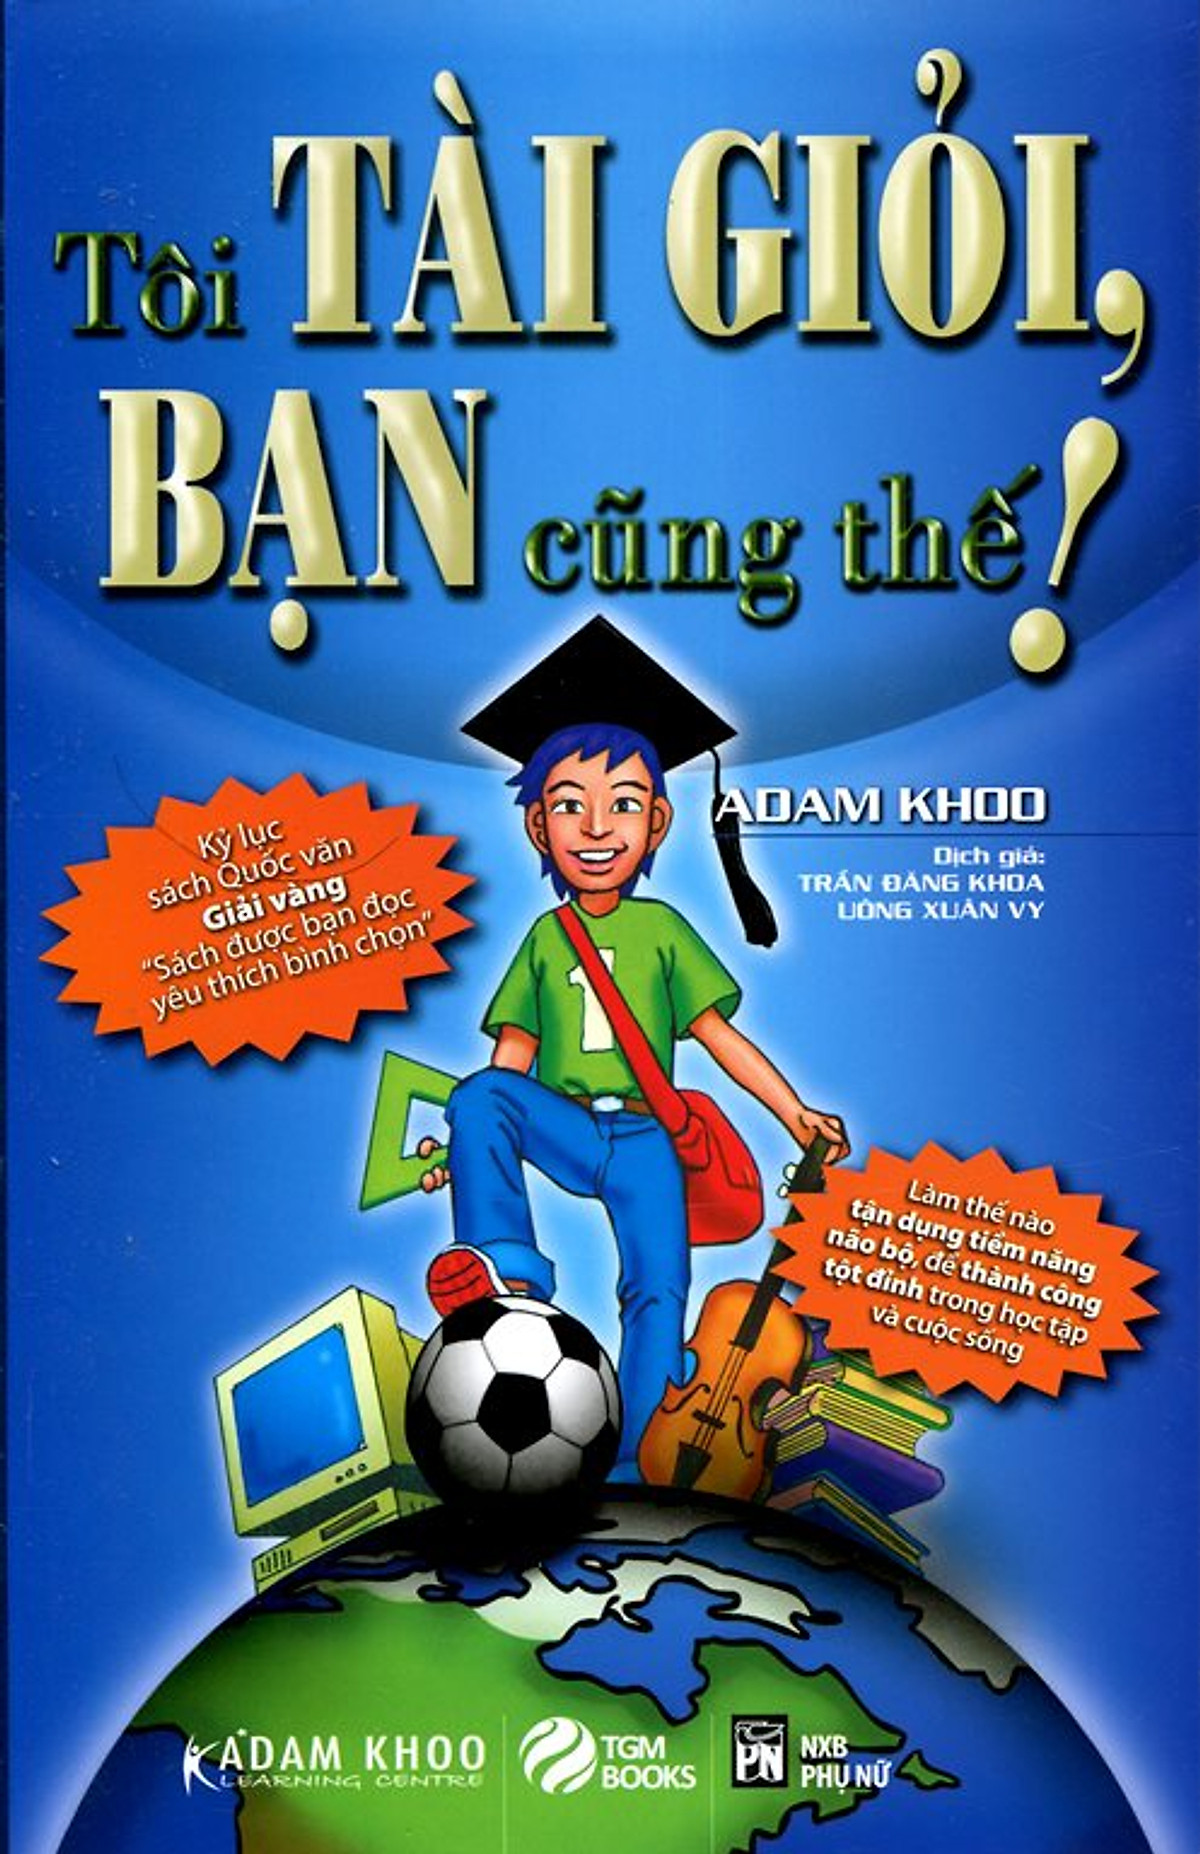 Tôi TÀI GIỎI,
BẠN cũng thế!
ADAM KHOO
Dịch giả:
TRẦN ĐĂNG KHOA
UÔNG XUÂN VY
Kỷ lục
sách Quốc văn
Giải vàng
“Sách được bạn đọc
yêu thích bình chọn”
1
Làm thế nào
tận dụng tiềm năng
não bộ, để thành công
tột đỉnh trong học tập
và cuộc sống
ADAM KHOO
LEARNING CENTRE
TGM
BOOKS
PN
NXB
PHỤ NỮ